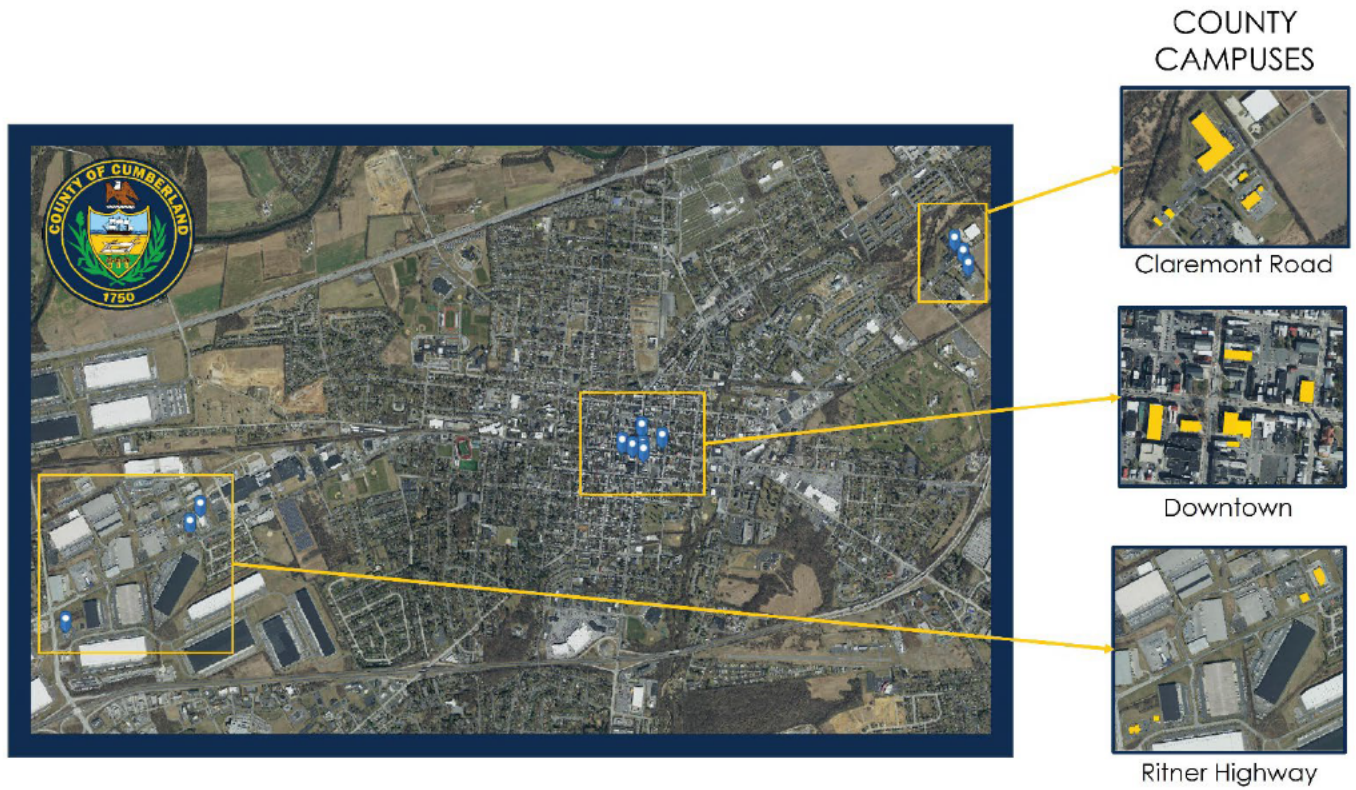 COUNTY
CAMPUSES
COUNTY OF CUMBERLAND
1750
Claremont Road
Downtown
Ritner Highway